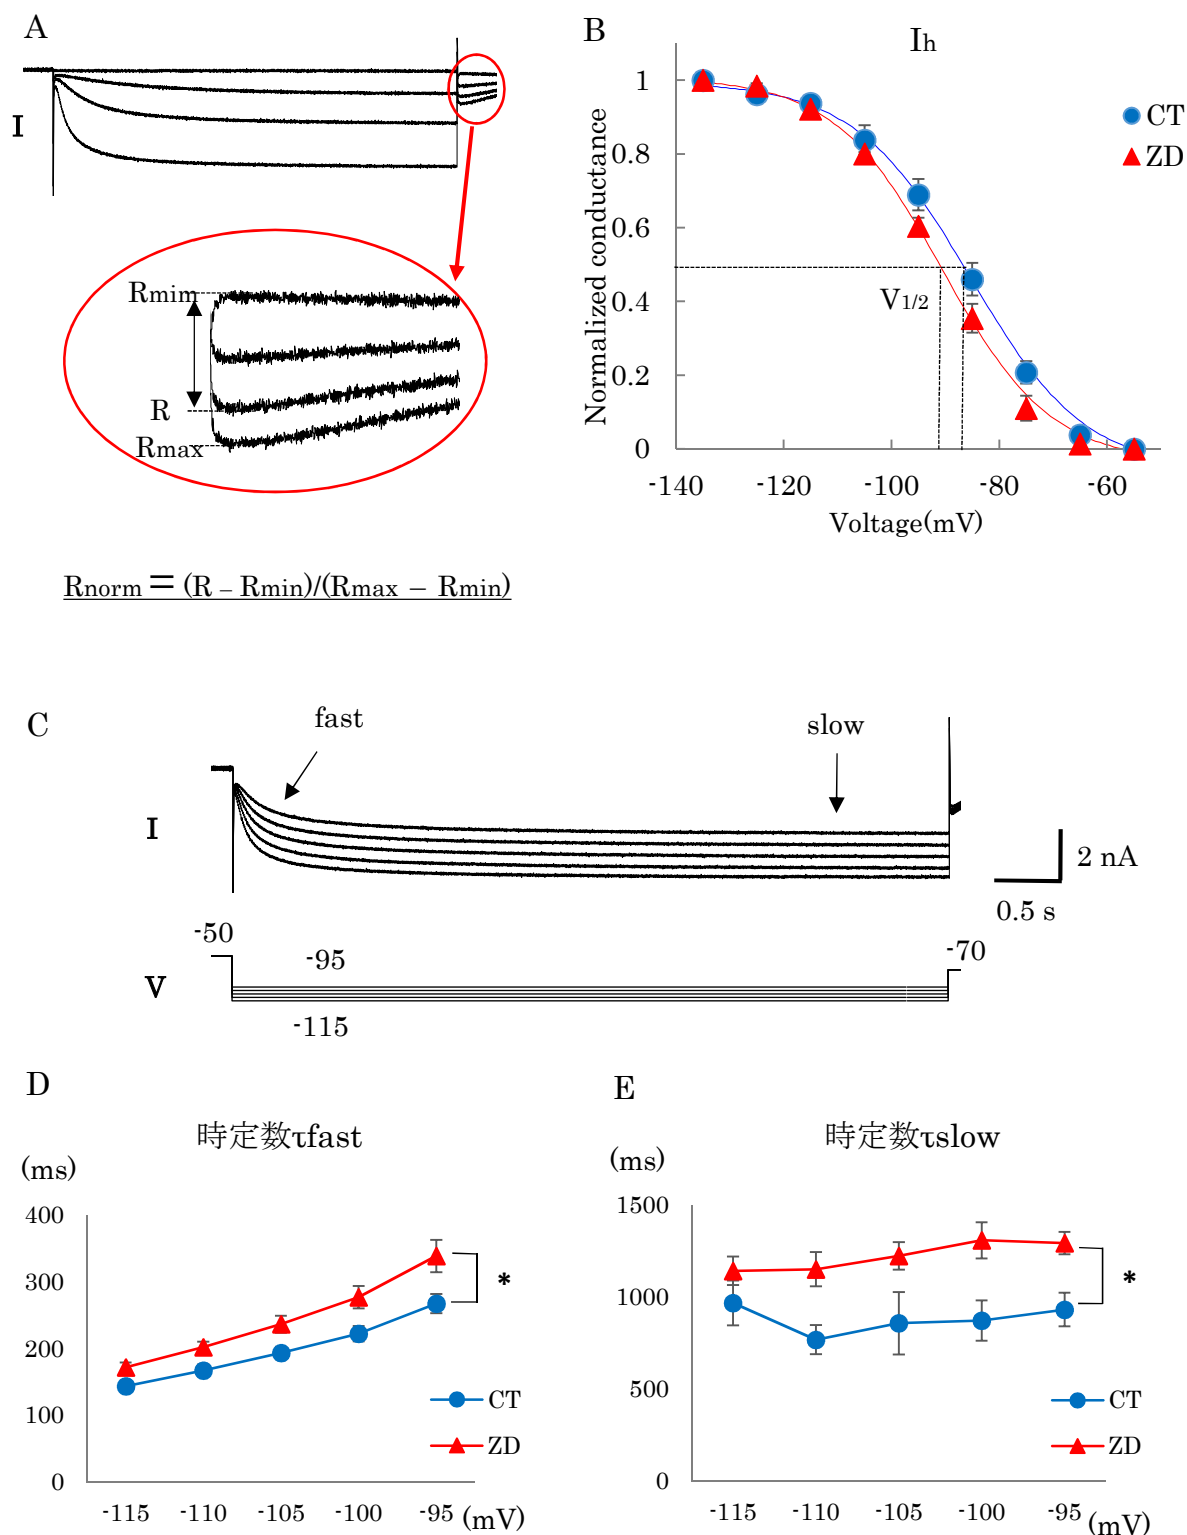 A
I
Rmin
R
Rmax
Rnorm = (R – Rmin)/(Rmax – Rmin)
B
Ih
Normalized conductance
1
0.8
0.6
0.4
0.2
0
V1/2
CT
ZD
-140 -120 -100 -80 -60
Voltage(mV)
C
fast
slow
I
2 nA
0.5 s
-50
-95
-70
V
-115
D
時定数τfast
(ms)
400
300
200
100
0
*
CT
ZD
-115 -110 -105 -100 -95 (mV)
E
時定数τslow
(ms)
1500
1000
500
0
*
CT
ZD
-115 -110 -105 -100 -95 (mV)